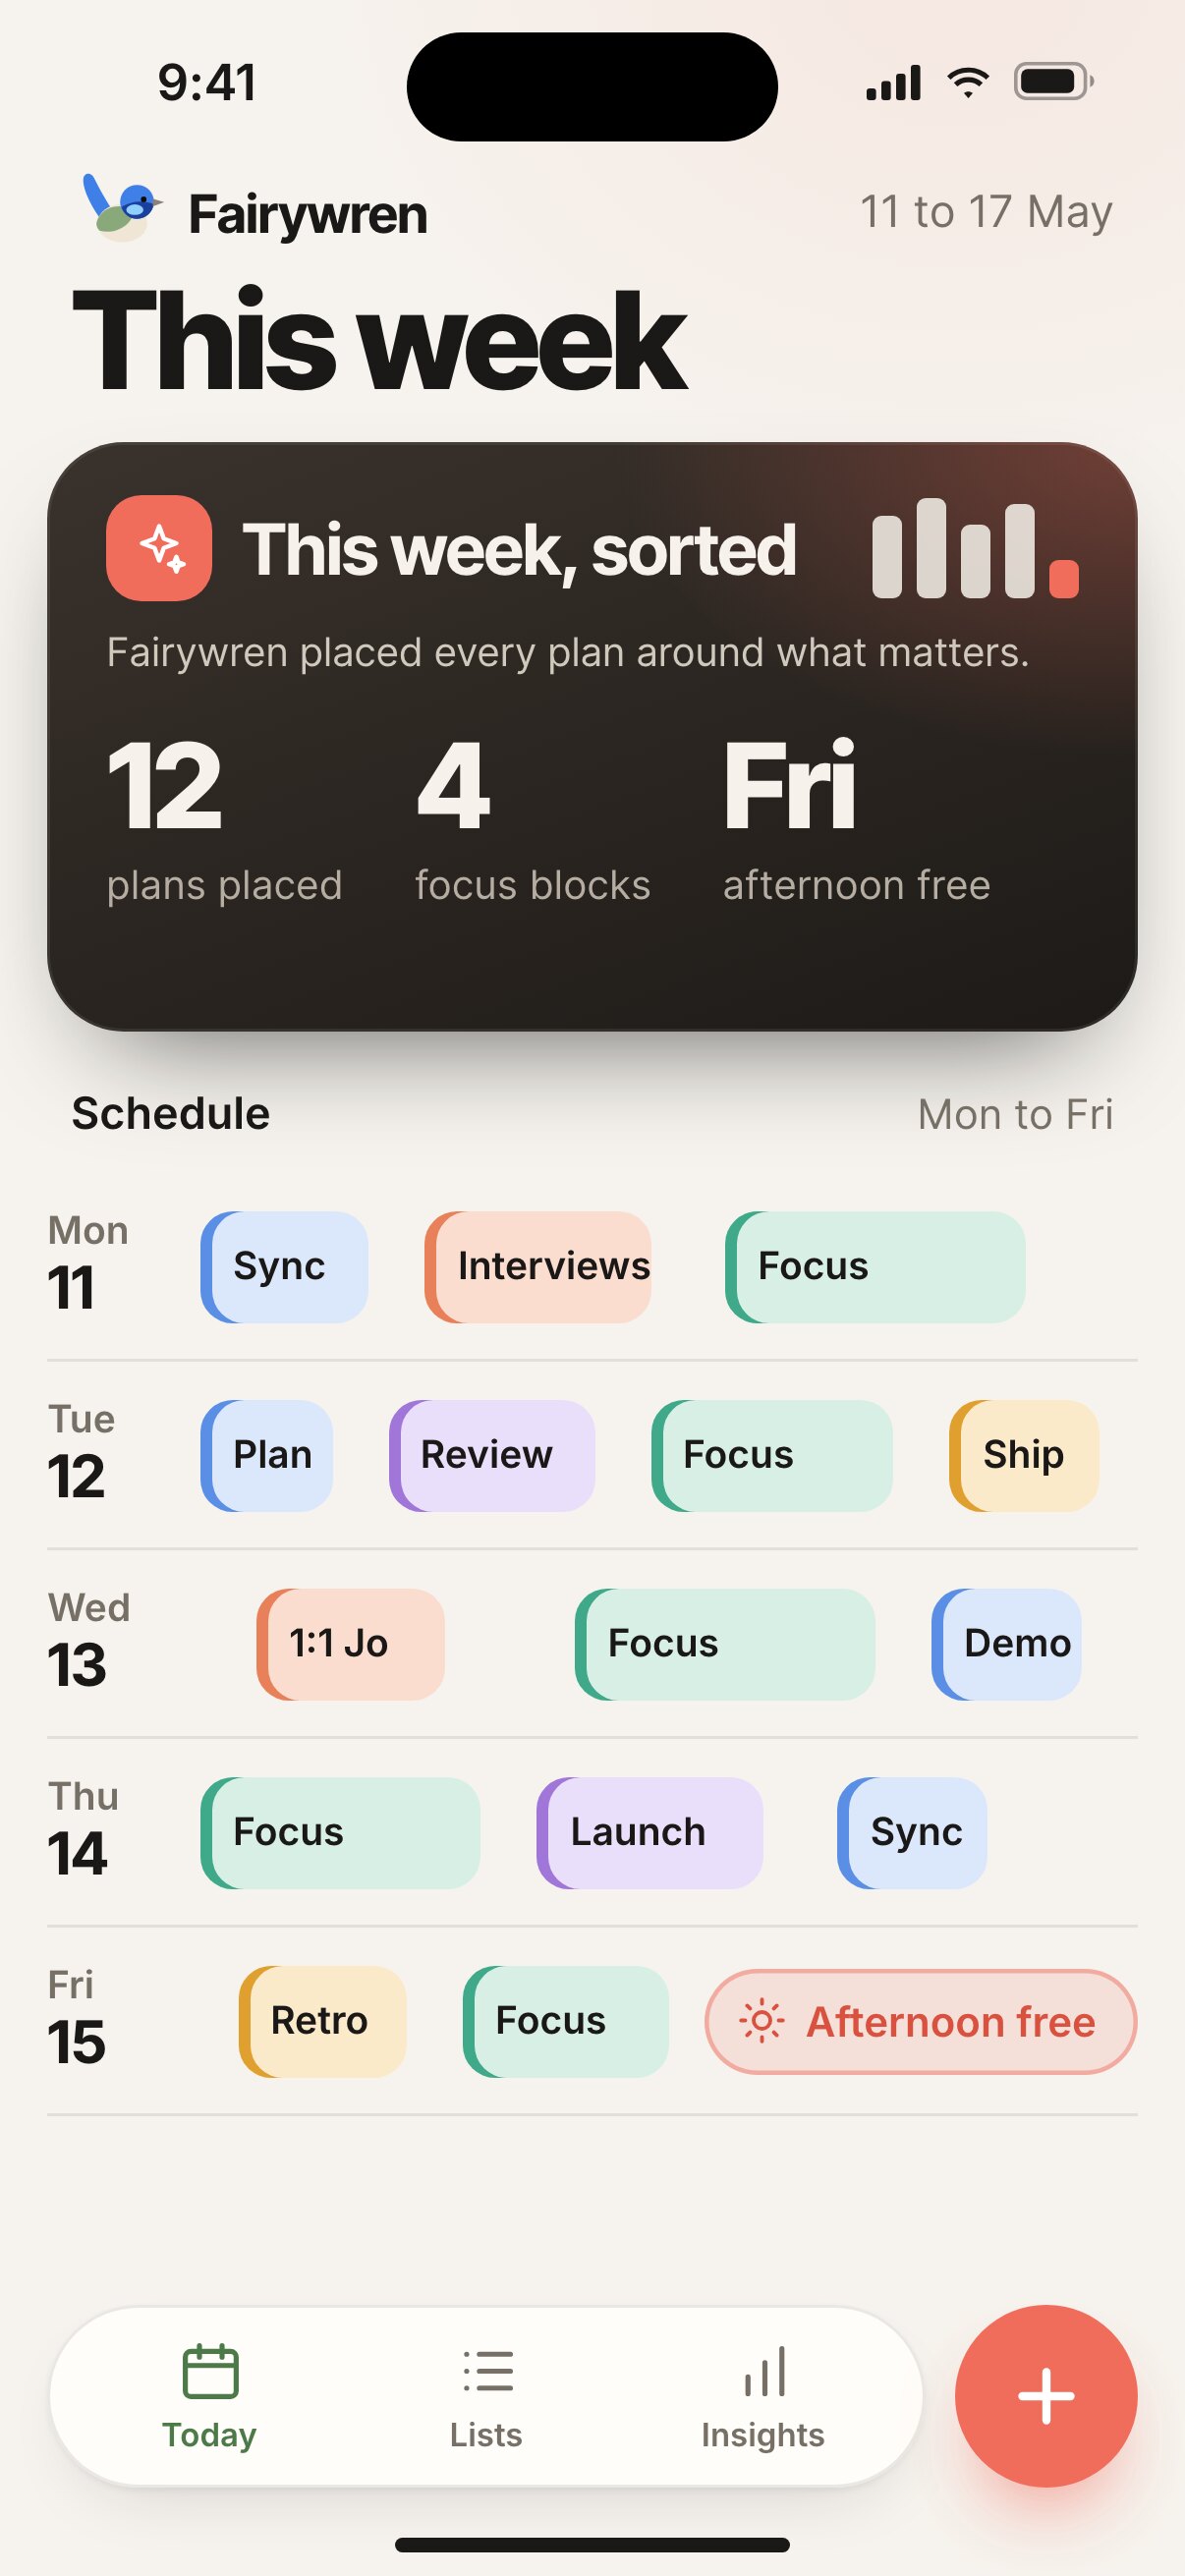 9:41
Fairywren
11 to 17 May
This week
This week, sorted
Fairywren placed every plan around what matters.
12
plans placed
4
focus blocks
Fri
afternoon free
Schedule
Mon to Fri
Mon
11
Sync
Interviews
Focus
Tue
12
Plan
Review
Focus
Ship
Wed
13
1:1 Jo
Focus
Demo
Thu
14
Focus
Launch
Sync
Fri
15
Retro
Focus
Afternoon free
Today
Lists
Insights